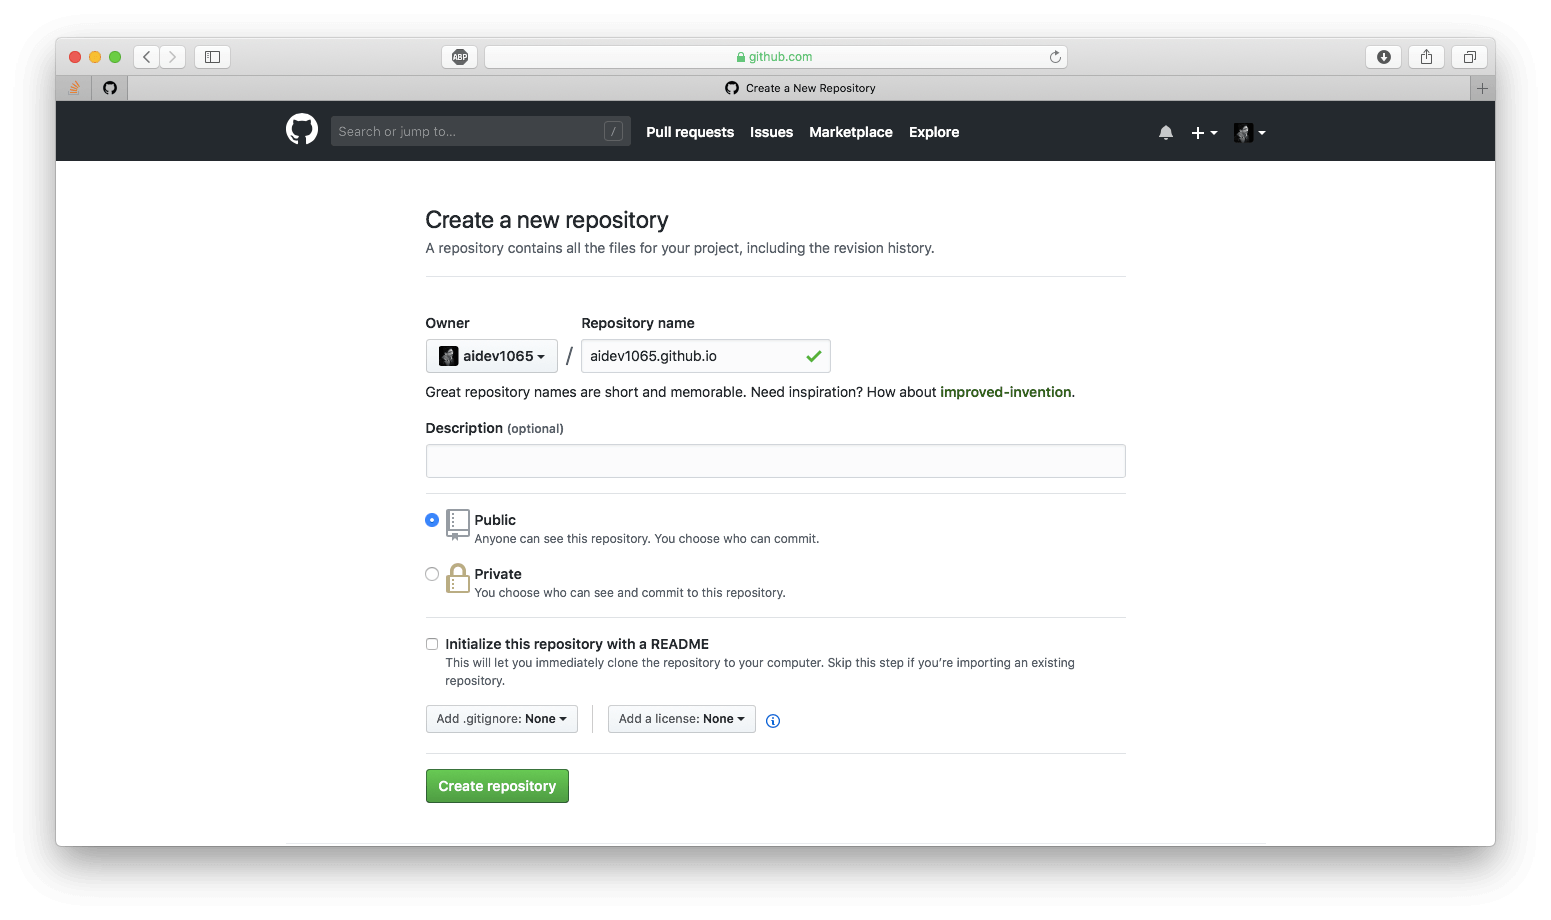 ABP
github.com
Create a New Repository
Search or jump to...
/
Pull requests
Issues
Marketplace
Explore
Create a new repository
A repository contains all the files for your project, including the revision history.
Owner
Repository name
aidev1065
/
aidev1065.github.io
Great repository names are short and memorable. Need inspiration? How about improved-invention.
Description (optional)
Public
Anyone can see this repository. You choose who can commit.
Private
You choose who can see and commit to this repository.
Initialize this repository with a README
This will let you immediately clone the repository to your computer. Skip this step if you’re importing an existing
repository.
Add .gitignore: None
Add a license: None
Create repository